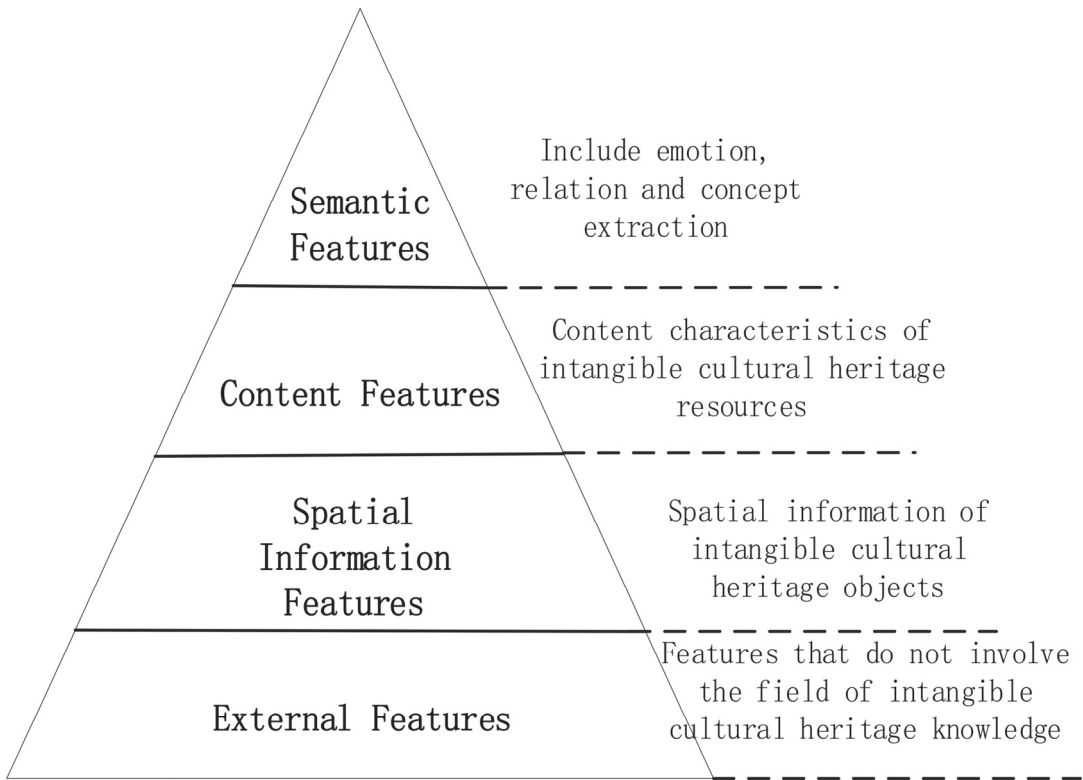 Semantic
Features
Include emotion,
relation and concept
extraction
Content Features
Content characteristics of
intangible cultural heritage
resources
Spatial
Information
Features
Spatial information of
intangible cultural
heritage objects
External Features
Features that do not involve
the field of intangible
cultural heritage knowledge